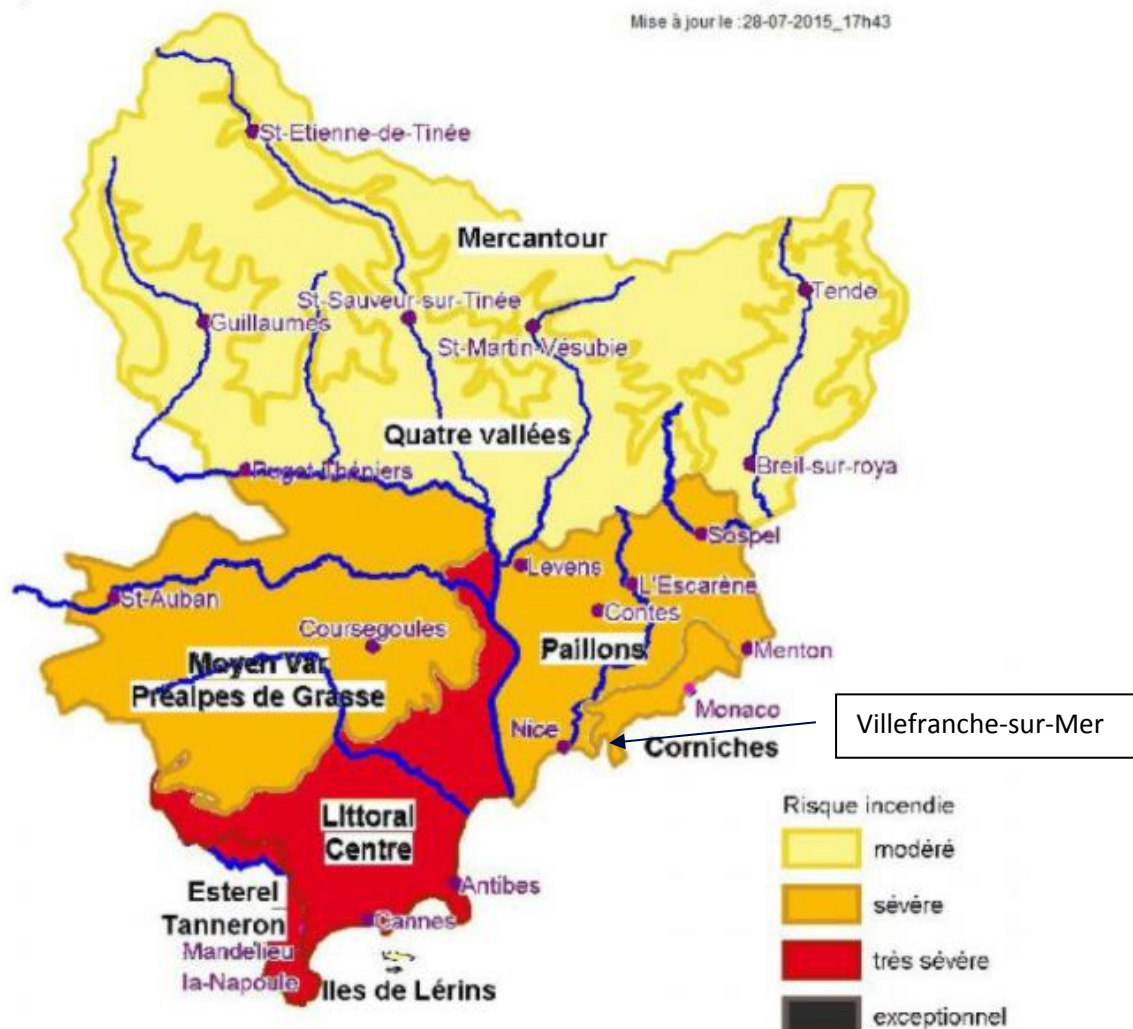 Mise à jour le :28-07-2015_17h43
St-Etienne-de-Tinée
Mercantour
St-Sauveur-sur-Tinée
Tende
Guillaumes
St-Martin-Vésubie
Quatre vallées
Puget-Théniers
Breil-sur-roya
Sospel
Levens
L'Escarène
St-Auban
Contes
Coursegoules
Paillons
Menton
Moyen Var
Préalpes de Grasse
Monaco
Villefranche-sur-Mer
Nice
Corniches
Risque incendie
LIttoral
Centre
modéré
Antibes
Esterel
Tanneron
sévère
Cannes
Mandelieu
la-Napoule
très sévère
Iles de Lérins
exceptionnel